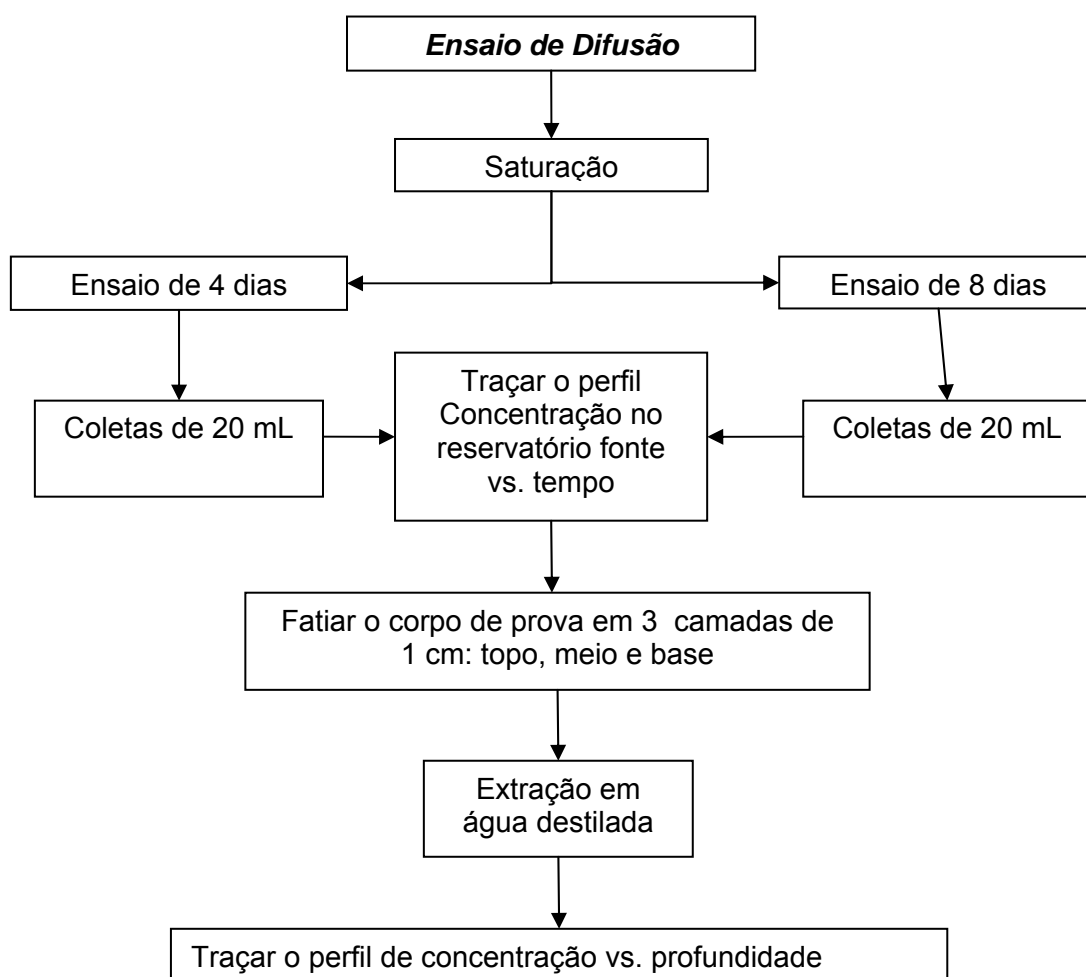 Ensaio de Difusão
Saturação
Ensaio de 4 dias
Ensaio de 8 dias
Coletas de 20 mL
Traçar o perfil
Concentração no
reservatório fonte
vs. tempo
Coletas de 20 mL
Fatiar o corpo de prova em 3 camadas de
1 cm: topo, meio e base
Extração em
água destilada
Traçar o perfil de concentração vs. profundidade